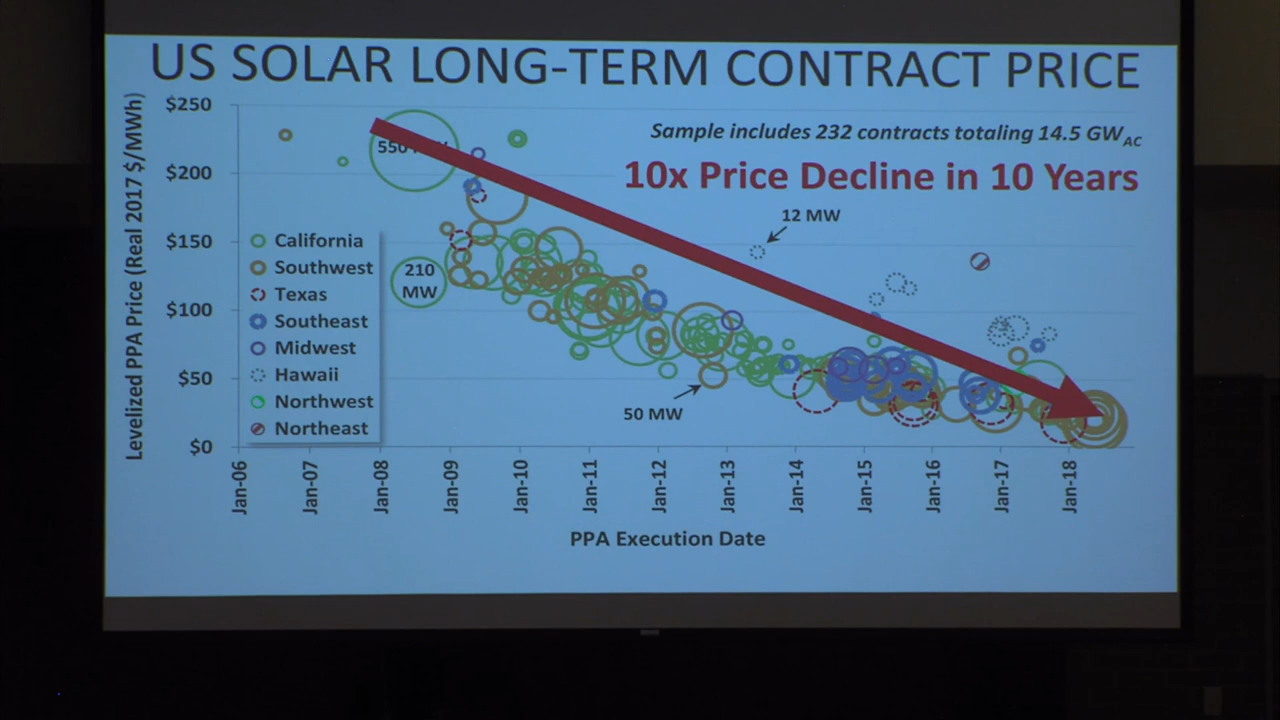 US SOLAR LONG-TERM CONTRACT PRICE
Levelized PPA Price (Real 2017 $/MWh)
$250
$200
$150
$100
$50
$0
Sample includes 232 contracts totaling 14.5 GWAC
10x Price Decline in 10 Years
550
12 MW
210
MW
50 MW
California
Southwest
Texas
Southeast
Midwest
Hawaii
Northwest
Northeast
Jan-06
Jan-07
Jan-08
Jan-09
Jan-10
Jan-11
Jan-12
Jan-13
Jan-14
Jan-15
Jan-16
Jan-17
Jan-18
PPA Execution Date